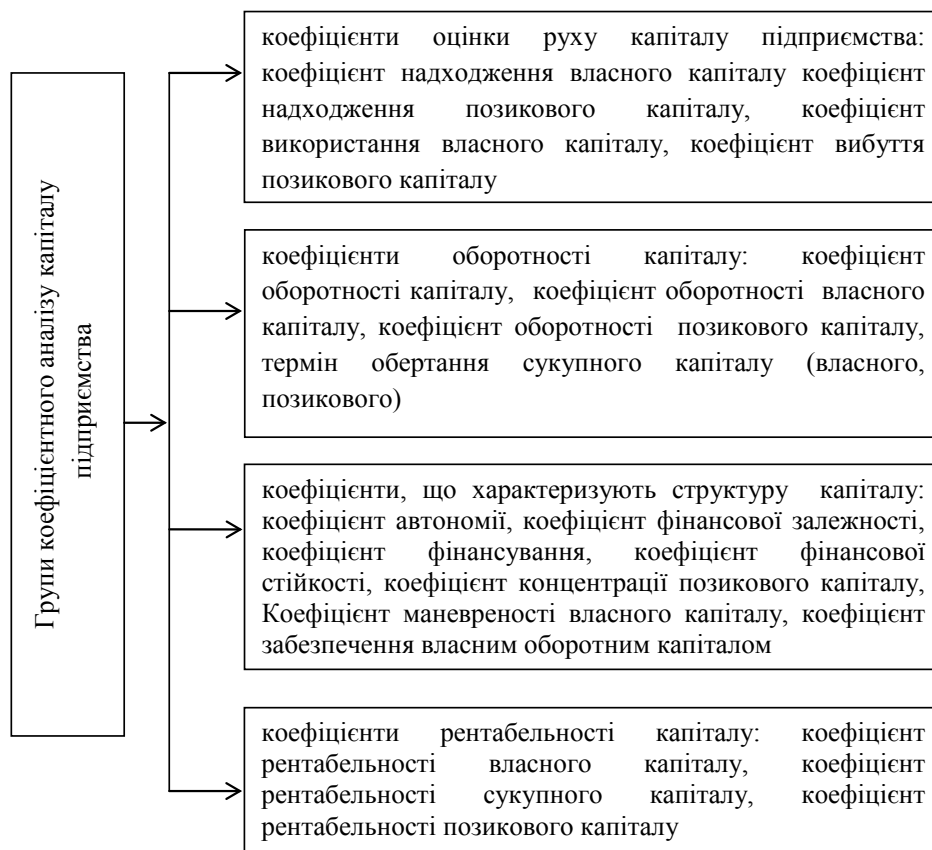 Групи коефіцієнтного аналізу капіталу
підприємства
коефіцієнти оцінки руху капіталу підприємства:
коефіцієнт надходження власного капіталу коефіцієнт
надходження позикового капіталу, коефіцієнт
використання власного капіталу, коефіцієнт вибуття
позикового капіталу
коефіцієнти оборотності капіталу: коефіцієнт
оборотності капіталу, коефіцієнт оборотності власного
капіталу, коефіцієнт оборотності позикового капіталу,
термін обертання сукупного капіталу (власного,
позикового)
коефіцієнти, що характеризують структуру капіталу:
коефіцієнт автономії, коефіцієнт фінансової залежності,
коефіцієнт фінансування, коефіцієнт фінансової
стійкості, коефіцієнт концентрації позикового капіталу,
Коефіцієнт маневреності власного капіталу, коефіцієнт
забезпечення власним оборотним капіталом
коефіцієнти рентабельності капіталу: коефіцієнт
рентабельності власного капіталу, коефіцієнт
рентабельності сукупного капіталу, коефіцієнт
рентабельності позикового капіталу